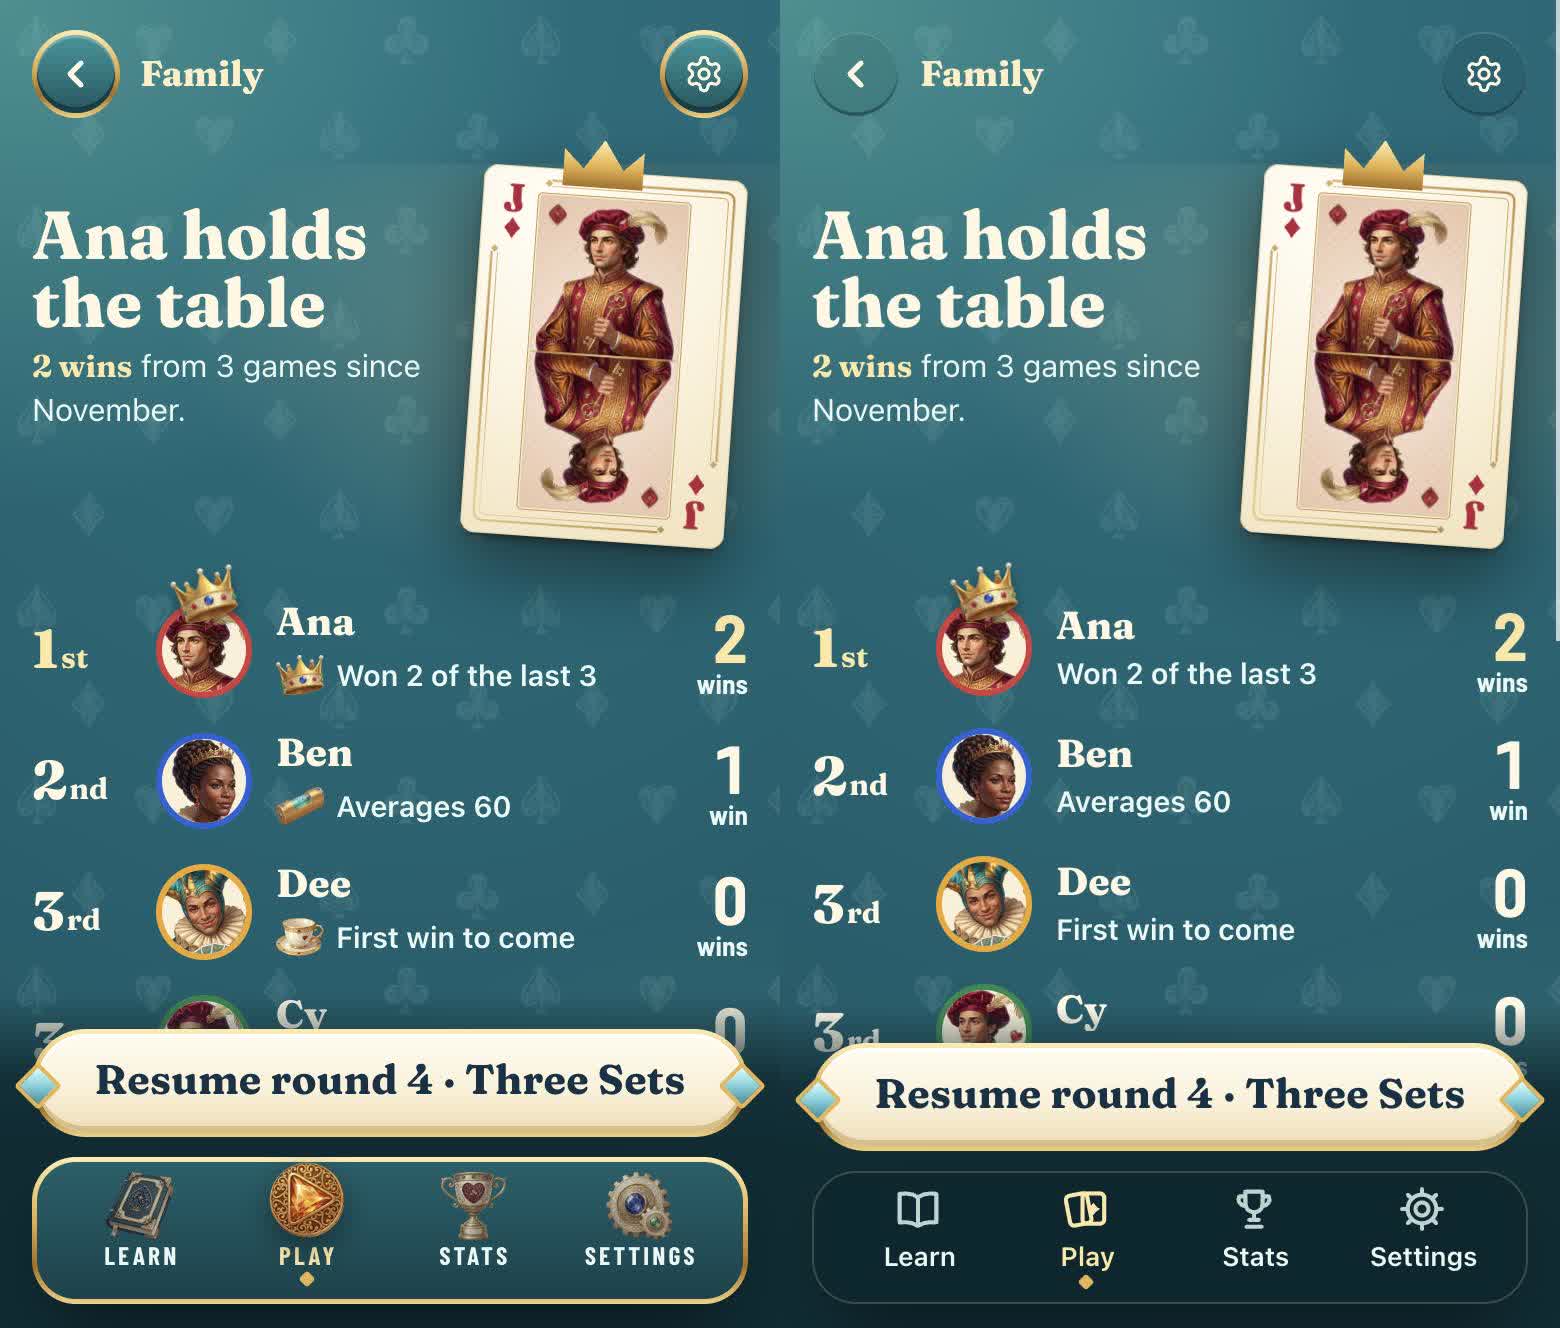 Family
J
Ana holds
the table
2 wins from 3 games since
November.
J
1st
Ana
Won 2 of the last 3
2
wins
2nd
Ben
Averages 60
1
win
3rd
Dee
First win to come
0
wins
3
Cy
0
Resume round 4 · Three Sets
LEARN
PLAY
STATS
SETTINGS
Family
J
Ana holds
the table
2 wins from 3 games since
November.
J
1st
Ana
Won 2 of the last 3
2
wins
2nd
Ben
Averages 60
1
win
3rd
Dee
First win to come
0
wins
3rd
Cy
0
Resume round 4 · Three Sets
Learn
Play
Stats
Settings